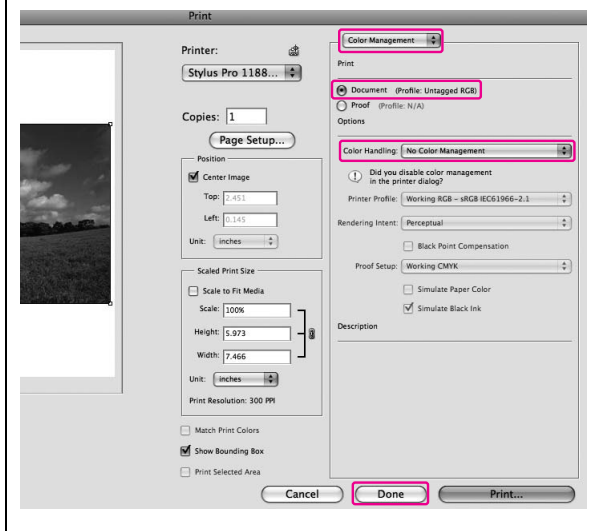 Print
Printer:
Stylus Pro 1188...
Copies: 1
Page Setup...
Position
Center Image
Top: 2.451
Left: 0.145
Unit: inches
Scaled Print Size
Scale to Fit Media
Scale: 100%
Height: 5.973
Width: 7.466
Unit: inches
Print Resolution: 300 PPI
Match Print Colors
Show Bounding Box
Print Selected Area
Color Management
Print
Document (Profile: Untagged RGB)
Proof (Profile: N/A)
Options
Color Handling: No Color Management
Did you disable color management
in the printer dialog?
Printer Profile: Working RGB - sRGB IEC61966-2.1
Rendering Intent: Perceptual
Black Point Compensation
Proof Setup: Working CMYK
Simulate Paper Color
Simulate Black Ink
Description
Cancel
Done
Print...